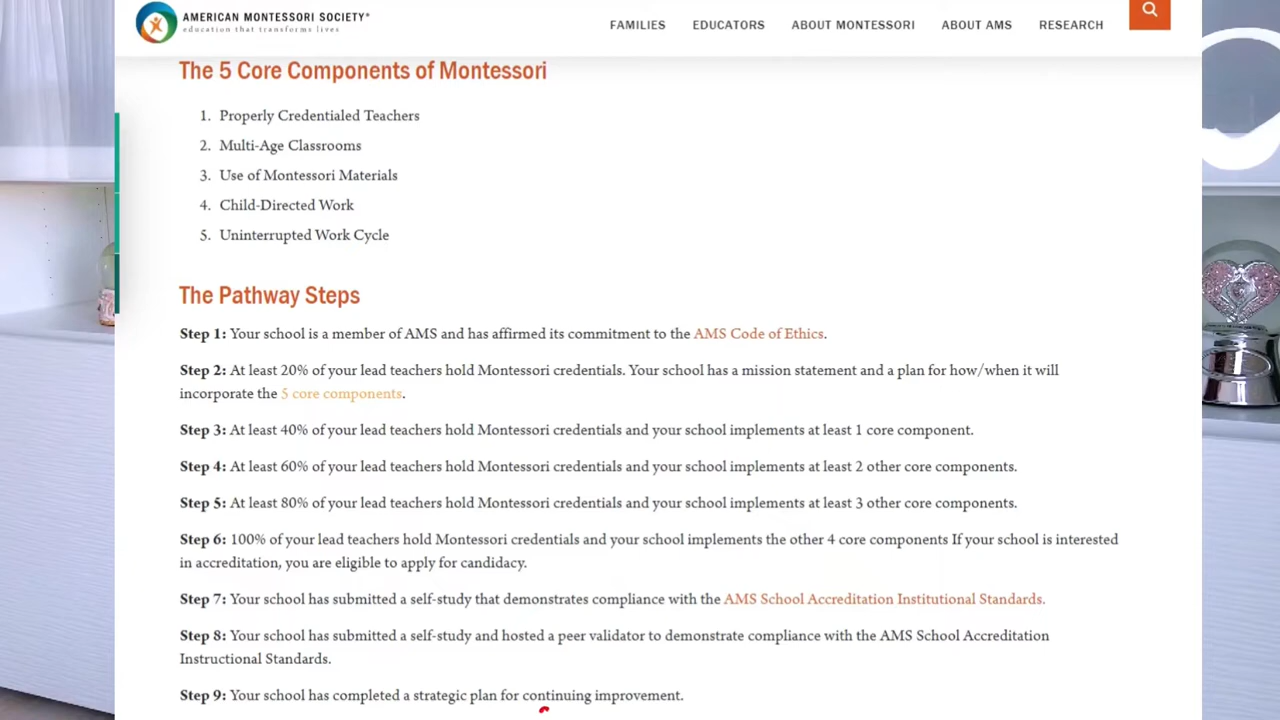 AMERICAN MONTESSORI SOCIETY®
education that transforms lives
FAMILIES
EDUCATORS
ABOUT MONTESSORI
ABOUT AMS
RESEARCH
The 5 Core Components of Montessori
1. Properly Credentialed Teachers
2. Multi-Age Classrooms
3. Use of Montessori Materials
4. Child-Directed Work
5. Uninterrupted Work Cycle
The Pathway Steps
Step 1: Your school is a member of AMS and has affirmed its commitment to the AMS Code of Ethics.
Step 2: At least 20% of your lead teachers hold Montessori credentials. Your school has a mission statement and a plan for how/when it will
incorporate the 5 core components.
Step 3: At least 40% of your lead teachers hold Montessori credentials and your school implements at least 1 core component.
Step 4: At least 60% of your lead teachers hold Montessori credentials and your school implements at least 2 other core components.
Step 5: At least 80% of your lead teachers hold Montessori credentials and your school implements at least 3 other core components.
Step 6: 100% of your lead teachers hold Montessori credentials and your school implements the other 4 core components If your school is interested
in accreditation, you are eligible to apply for candidacy.
Step 7: Your school has submitted a self-study that demonstrates compliance with the AMS School Accreditation Institutional Standards.
Step 8: Your school has submitted a self-study and hosted a peer validator to demonstrate compliance with the AMS School Accreditation
Instructional Standards.
Step 9: Your school has completed a strategic plan for continuing improvement.